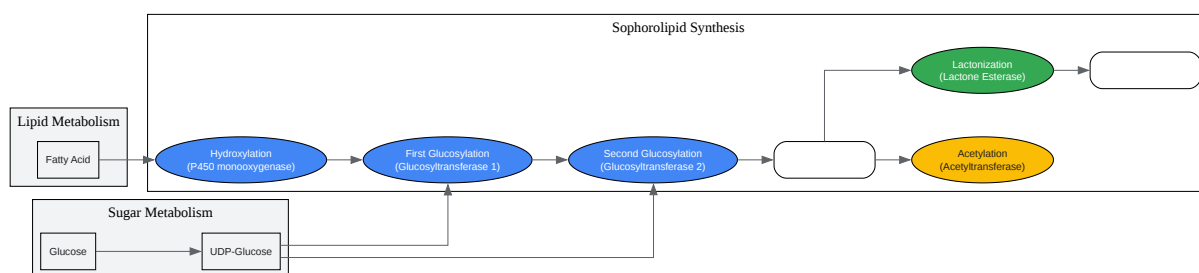 Sophorolipid Synthesis
Lactonization
(Lactone Esterase)
Lipid Metabolism
Fatty Acid
Hydroxylation
(P450 monooxygenase)
First Glucosylation
(Glucosyltransferase 1)
Second Glucosylation
(Glucosyltransferase 2)
Acetylation
(Acetyltransferase)
Sugar Metabolism
Glucose
UDP-Glucose